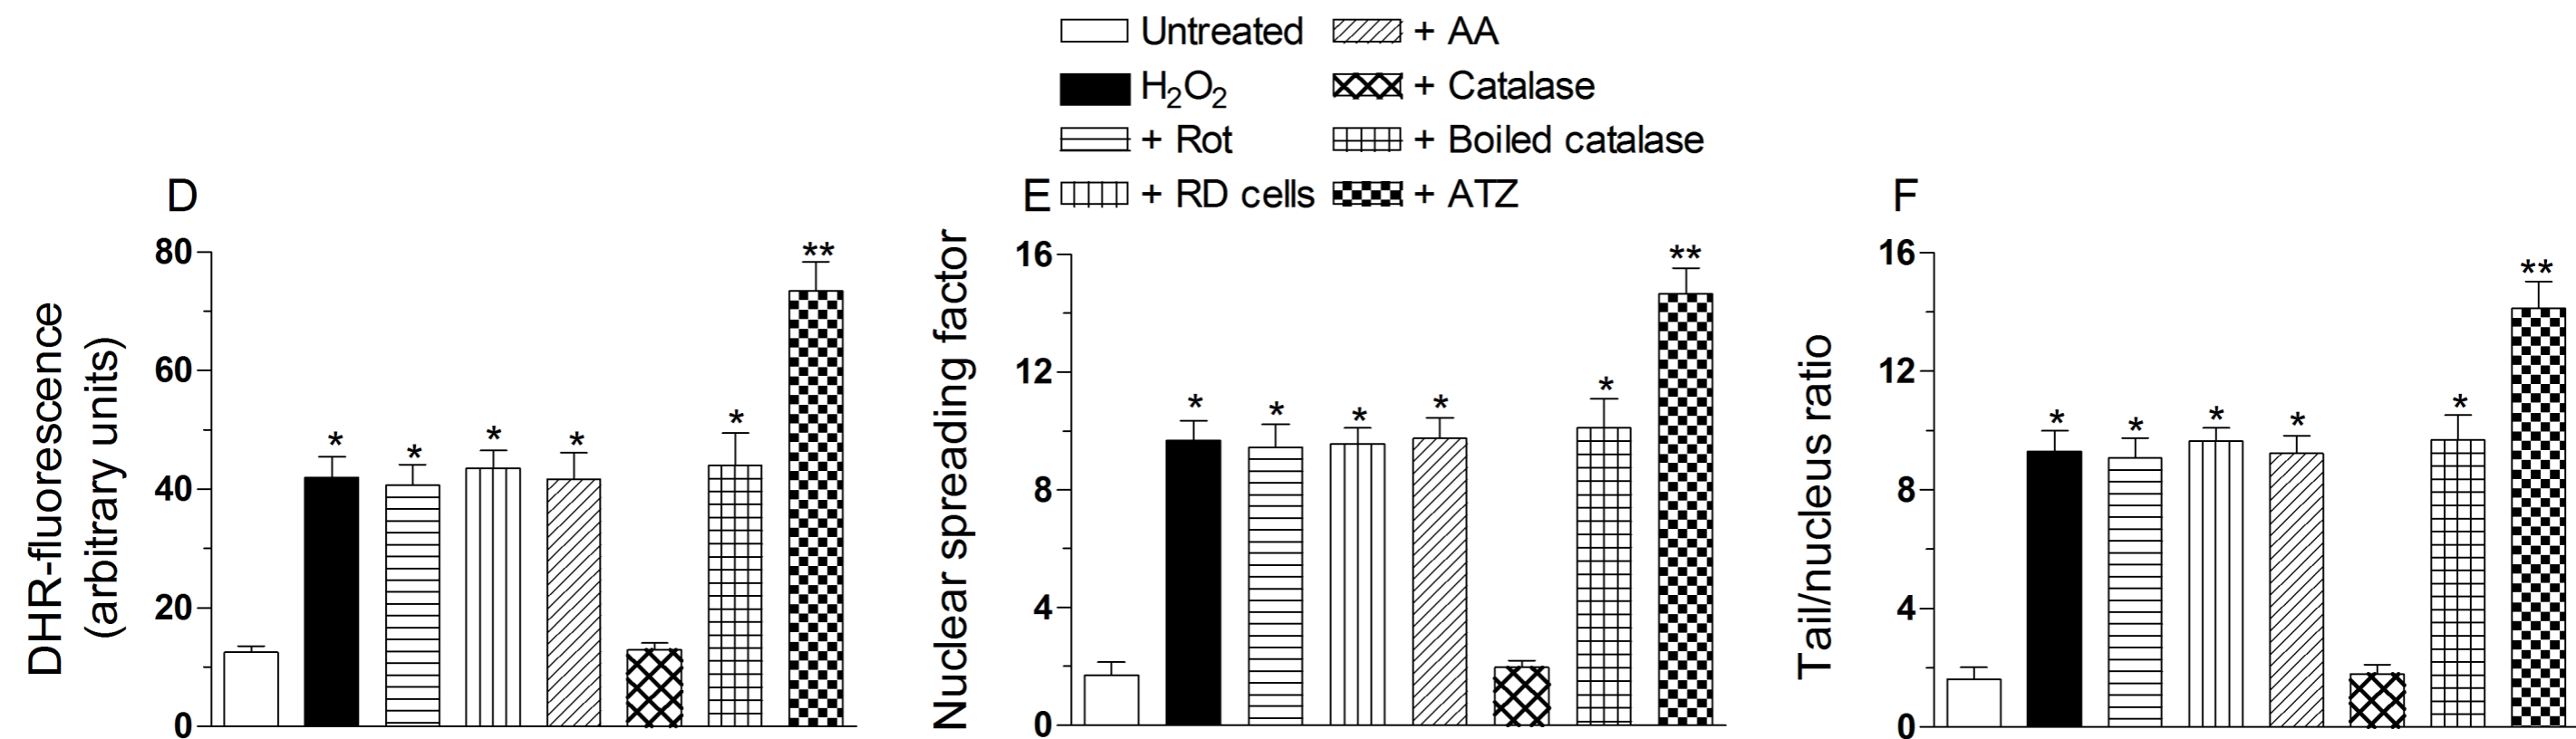 Untreated
+ AA
H2O2
+ Catalase
+ Rot
+ Boiled catalase
+ RD cells
+ ATZ
D
DHR-fluorescence
(arbitrary units)
80
60
40
20
0
*
*
*
*
*
**
E
Nuclear spreading factor
16
12
8
4
0
*
*
*
*
*
**
F
Tail/nucleus ratio
16
12
8
4
0
*
*
*
*
*
**